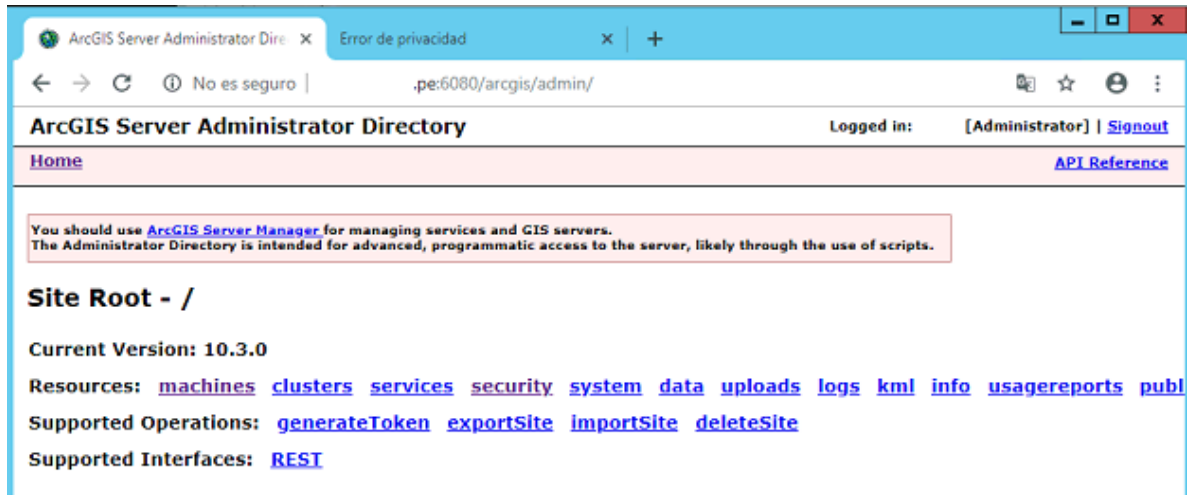 ArcGIS Server Administrator Dire
Error de privacidad
No es seguro | .pe:6080/arcgis/admin/
ArcGIS Server Administrator Directory
Logged in: [Administrator] | Signout
Home
API Reference
You should use ArcGIS Server Manager for managing services and GIS servers.
The Administrator Directory is intended for advanced, programmatic access to the server, likely through the use of scripts.
Site Root - /
Current Version: 10.3.0
Resources: machines clusters services security system data uploads logs kml info usagereports publ
Supported Operations: generateToken exportSite importSite deleteSite
Supported Interfaces: REST